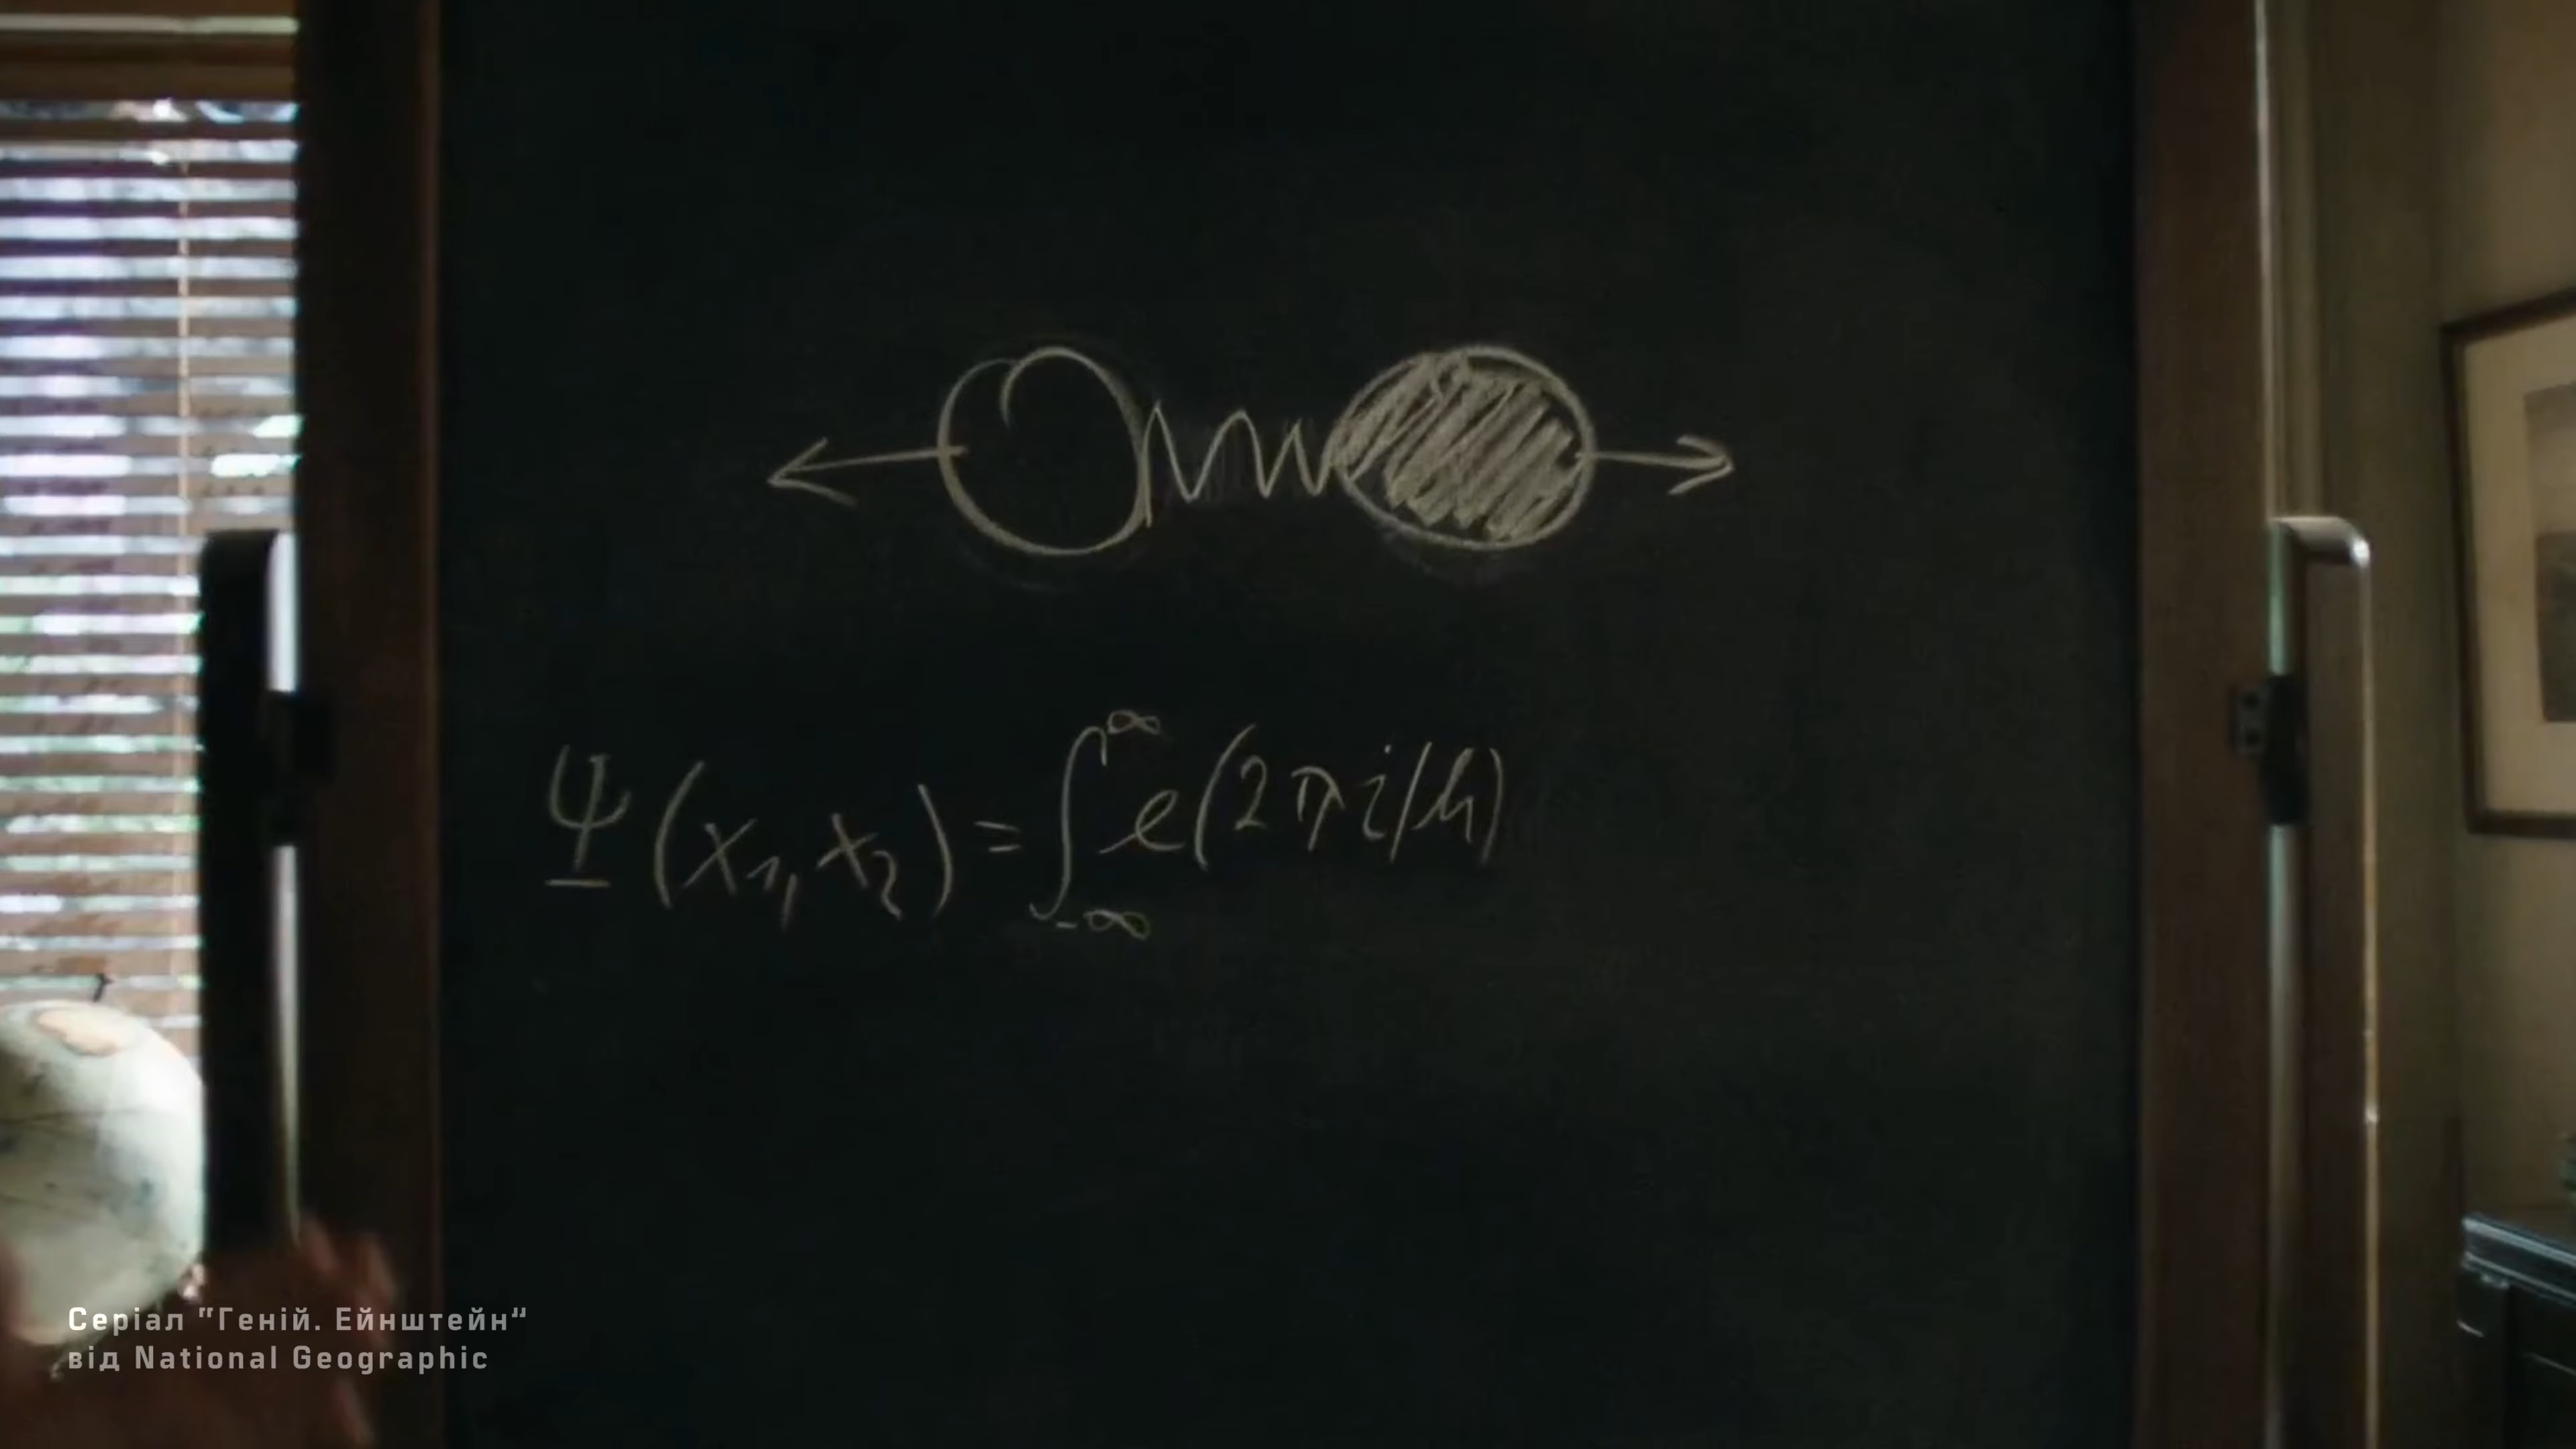 Ψ(x₁, x₂) = ∫₋∞^∞ e(2πi/h)
Серіал "Геній. Ейнштейн"
від National Geographic